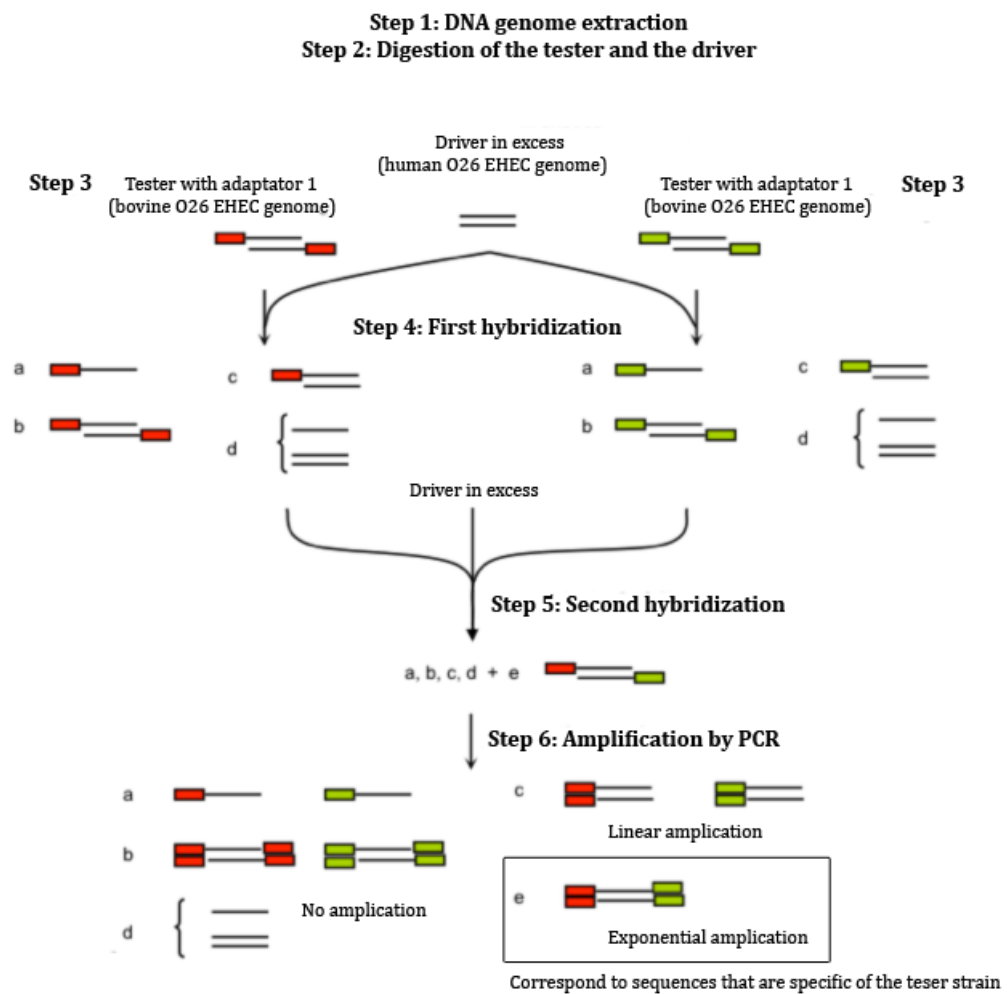 Step 1: DNA genome extraction
Step 2: Digestion of the tester and the driver
Driver in excess
(human O26 EHEC genome)
Step 3
Tester with adaptator 1
(bovine O26 EHEC genome)
Tester with adaptator 1
(bovine O26 EHEC genome)
Step 3
Step 4: First hybridization
a
c
a
c
b
d
b
d
Driver in excess
Step 5: Second hybridization
a, b, c, d + e
Step 6: Amplification by PCR
a
c
Linear amplication
b
e
No amplication
d
Exponential amplication
Correspond to sequences that are specific of the teser strain